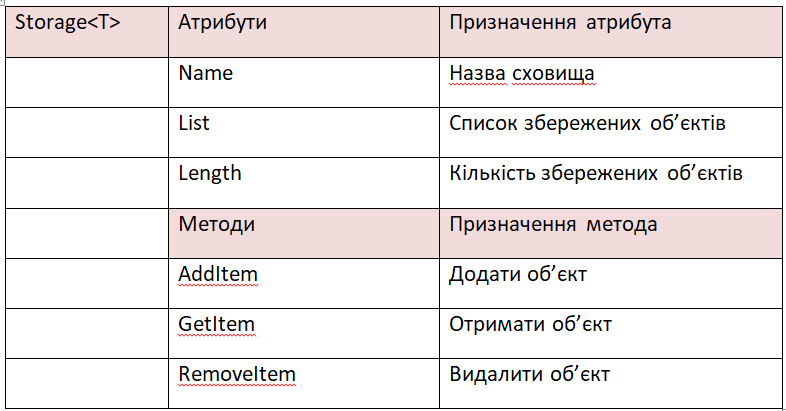 Storage<T> Атрибути Призначення атрибута
Name Назва сховища
List Список збережених об’єктів
Length Кількість збережених об’єктів
Методи Призначення метода
AddItem Додати об’єкт
GetItem Отримати об’єкт
RemoveItem Видалити об’єкт